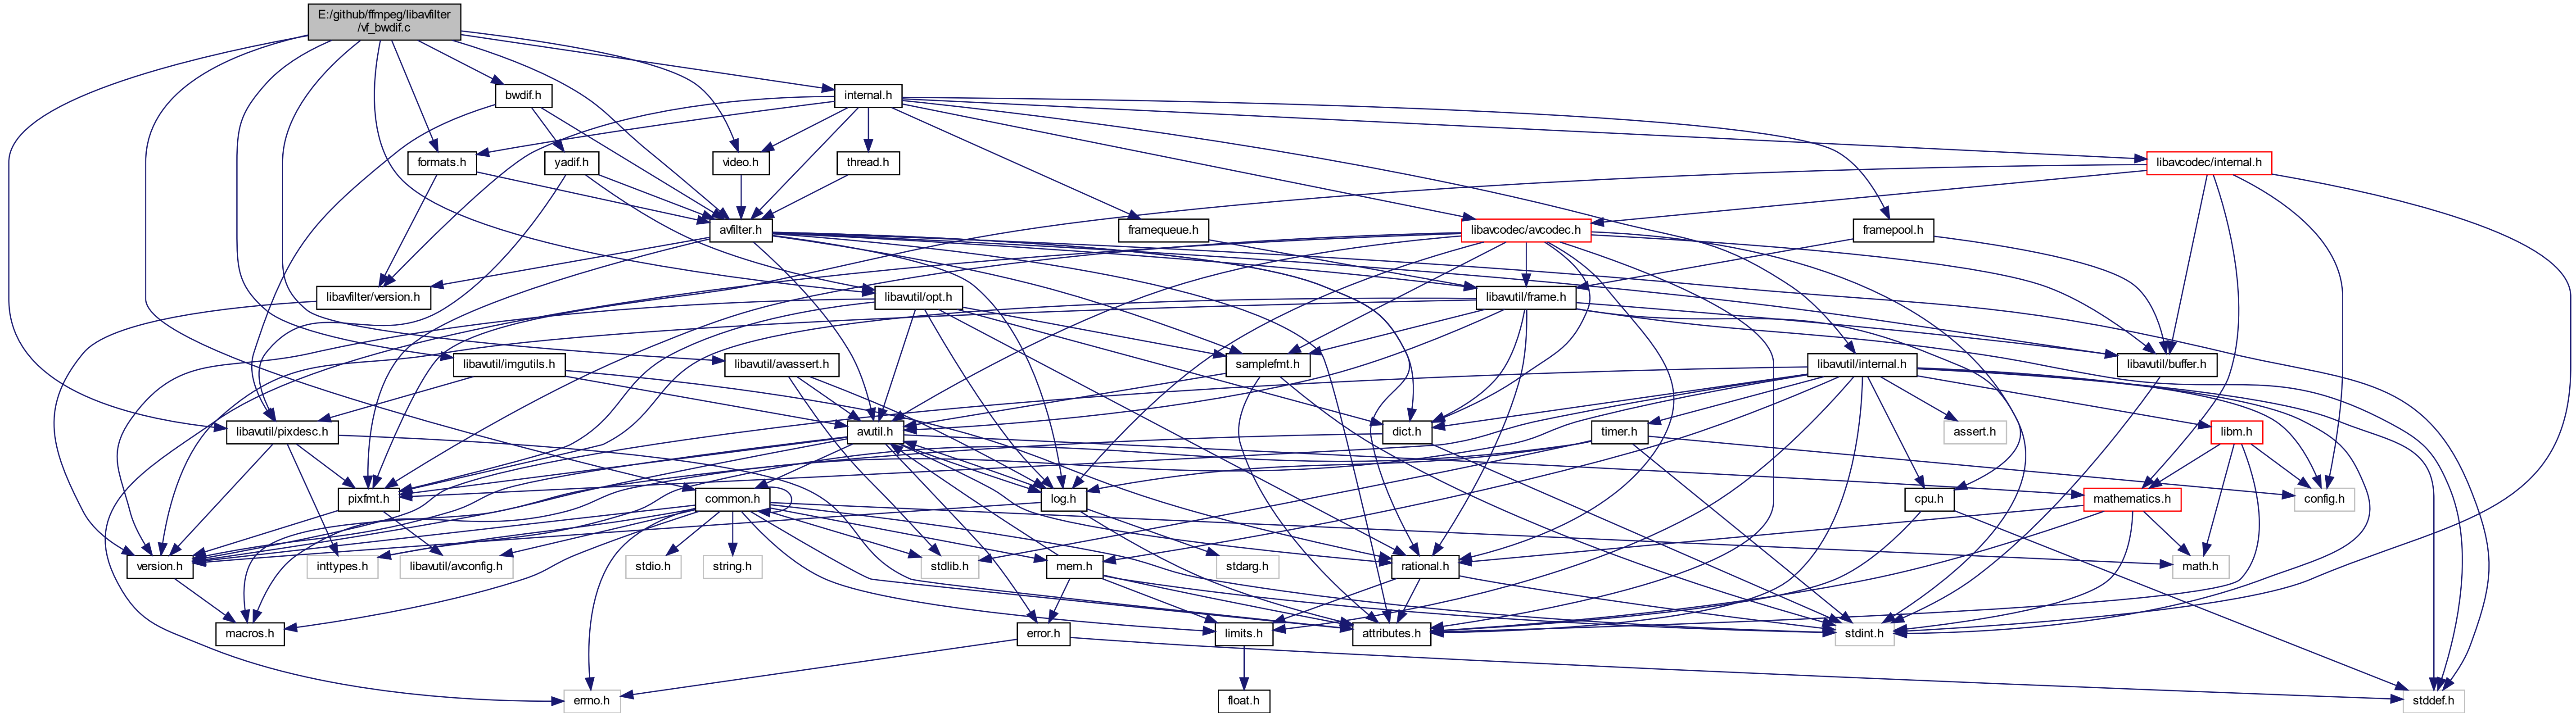 E:/github/ffmpeg/libavfilter
/vf_bwdif.c
bwdif.h
internal.h
formats.h
yadif.h
video.h
thread.h
libavcodec/internal.h
avfilter.h
framequeue.h
libavcodec/avcodec.h
framepool.h
libavfilter/version.h
libavutil/opt.h
libavutil/frame.h
libavutil/imgutils.h
libavutil/avassert.h
samplefmt.h
libavutil/internal.h
libavutil/buffer.h
libavutil/pixdesc.h
avutil.h
dict.h
timer.h
assert.h
libm.h
pixfmt.h
common.h
log.h
cpu.h
mathematics.h
config.h
version.h
inttypes.h
libavutil/avconfig.h
stdio.h
string.h
stdlib.h
mem.h
stdarg.h
rational.h
math.h
macros.h
error.h
limits.h
attributes.h
stdint.h
errno.h
float.h
stddef.h